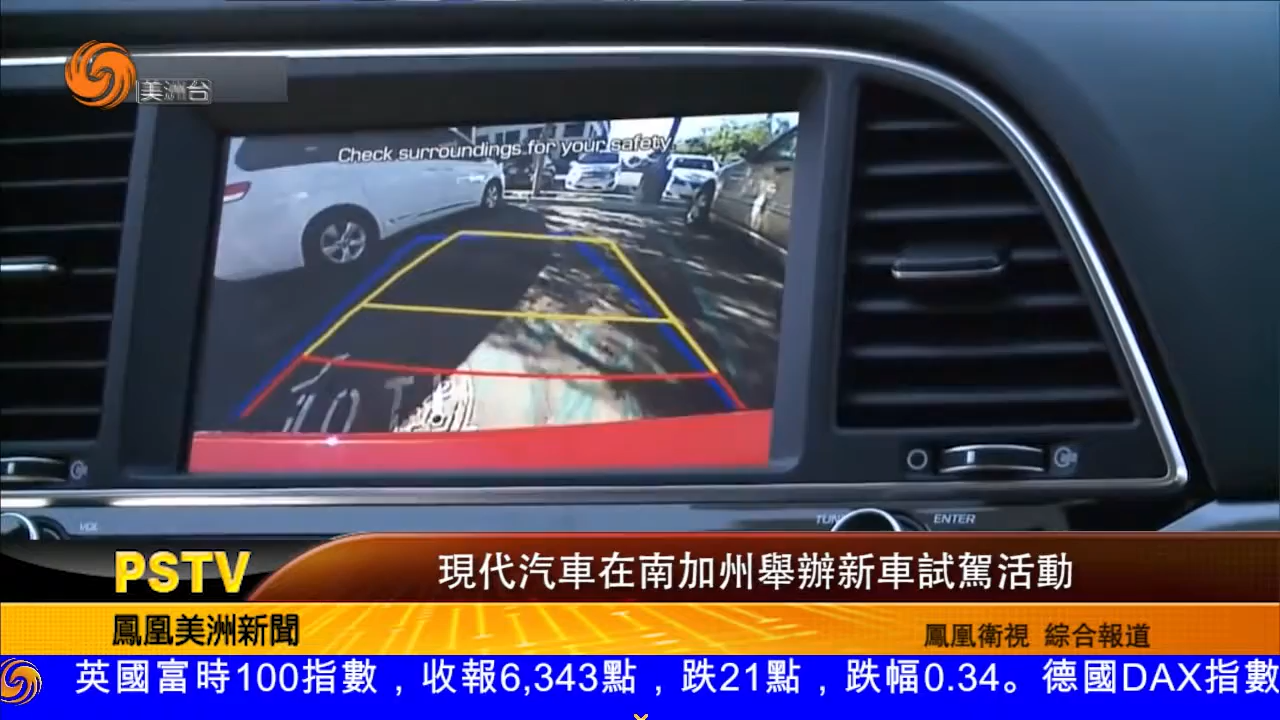 美洲台
Check surroundings for your safety
VOL
TUNE
ENTER
PSTV
現代汽車在南加州舉辦新車試駕活動
鳳凰美洲新聞
鳳凰衛視 綜合報道
英國富時100指數，收報6,343點，跌21點，跌幅0.34。德國DAX指數